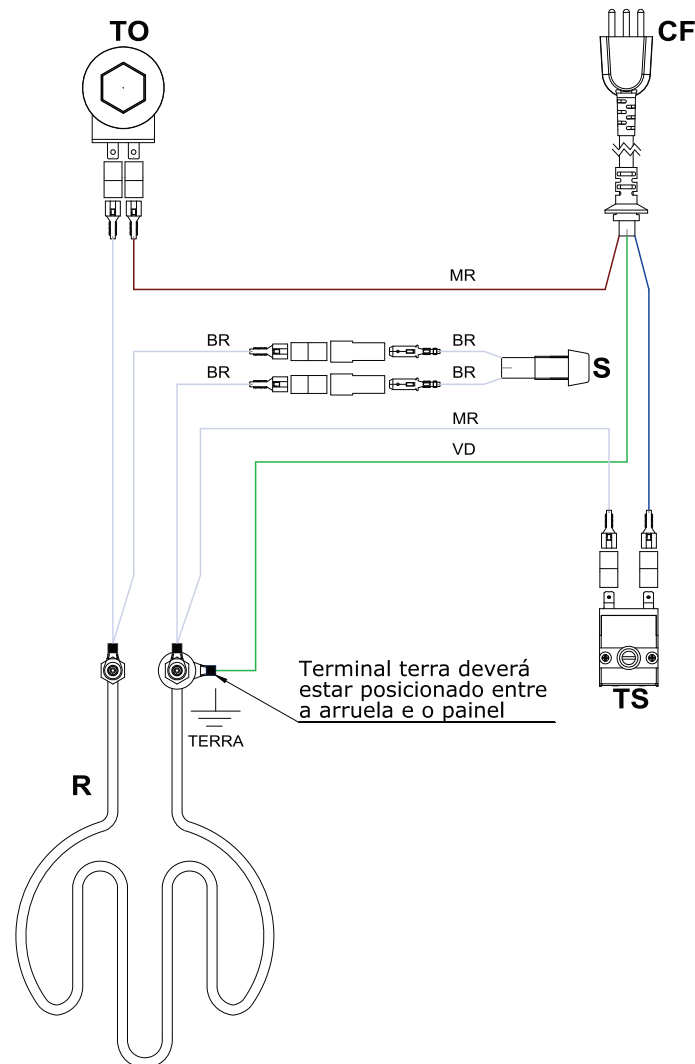 TO
CF
MR
BR
BR
BR
BR
S
MR
VD
Terminal terra deverá
estar posicionado entre
a arruela e o painel
TERRA
TS
R